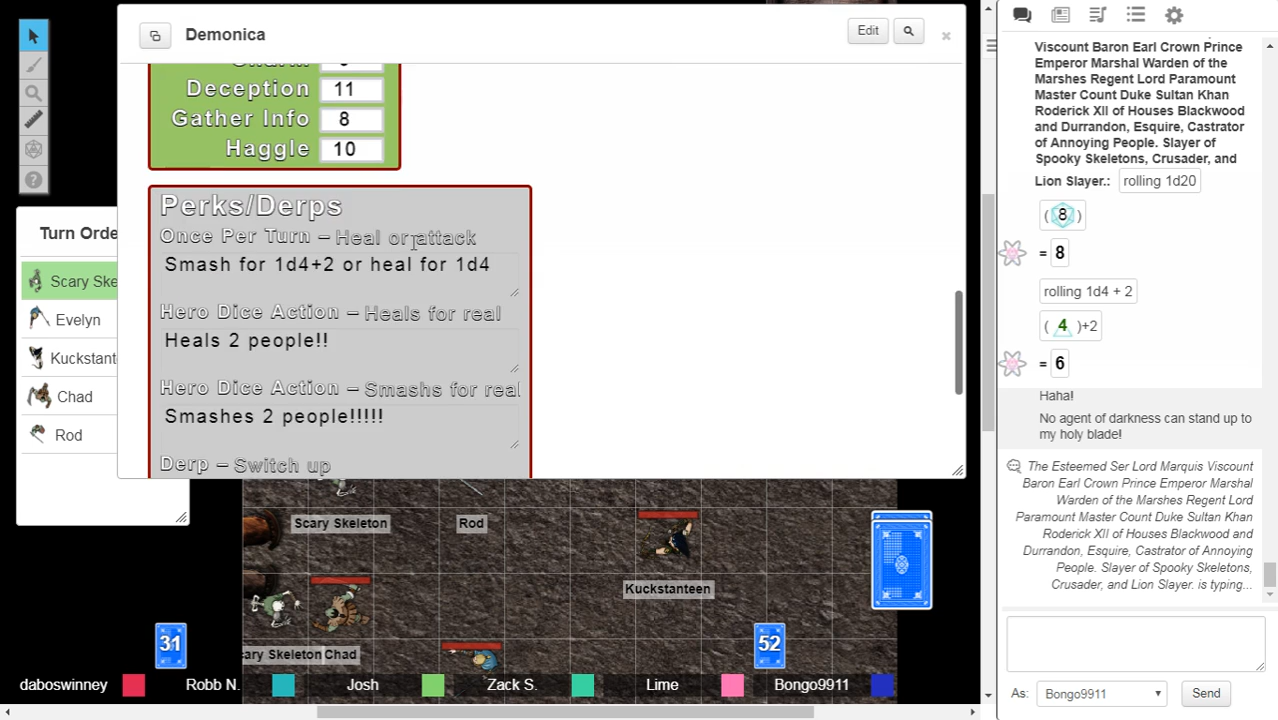 Demonica
Edit
Deception 11
Gather Info 8
Haggle 10
Perks/Derps
Once Per Turn – Heal or attack
Smash for 1d4+2 or heal for 1d4
Hero Dice Action – Heals for real
Heals 2 people!!
Hero Dice Action – Smashs for real
Smashes 2 people!!!!!
Derp – Switch up
Turn Orde
Scary Ske
Evelyn
Kuckstant
Chad
Rod
Scary Skeleton
Rod
Kuckstanteen
cary Skeleton
Chad
31
52
daboswinney
Robb N.
Josh
Zack S.
Lime
Bongo9911
Viscount Baron Earl Crown Prince
Emperor Marshal Warden of the
Marshes Regent Lord Paramount
Master Count Duke Sultan Khan
Roderick XII of Houses Blackwood
and Durrandon, Esquire, Castrator
of Annoying People. Slayer of
Spooky Skeletons, Crusader, and
Lion Slayer.: rolling 1d20
(8)
= 8
rolling 1d4 + 2
(4)+2
= 6
Haha!
No agent of darkness can stand up to
my holy blade!
The Esteemed Ser Lord Marquis Viscount
Baron Earl Crown Prince Emperor Marshal
Warden of the Marshes Regent Lord
Paramount Master Count Duke Sultan Khan
Roderick XII of Houses Blackwood and
Durrandon, Esquire, Castrator of Annoying
People. Slayer of Spooky Skeletons,
Crusader, and Lion Slayer. is typing...
As: Bongo9911
Send